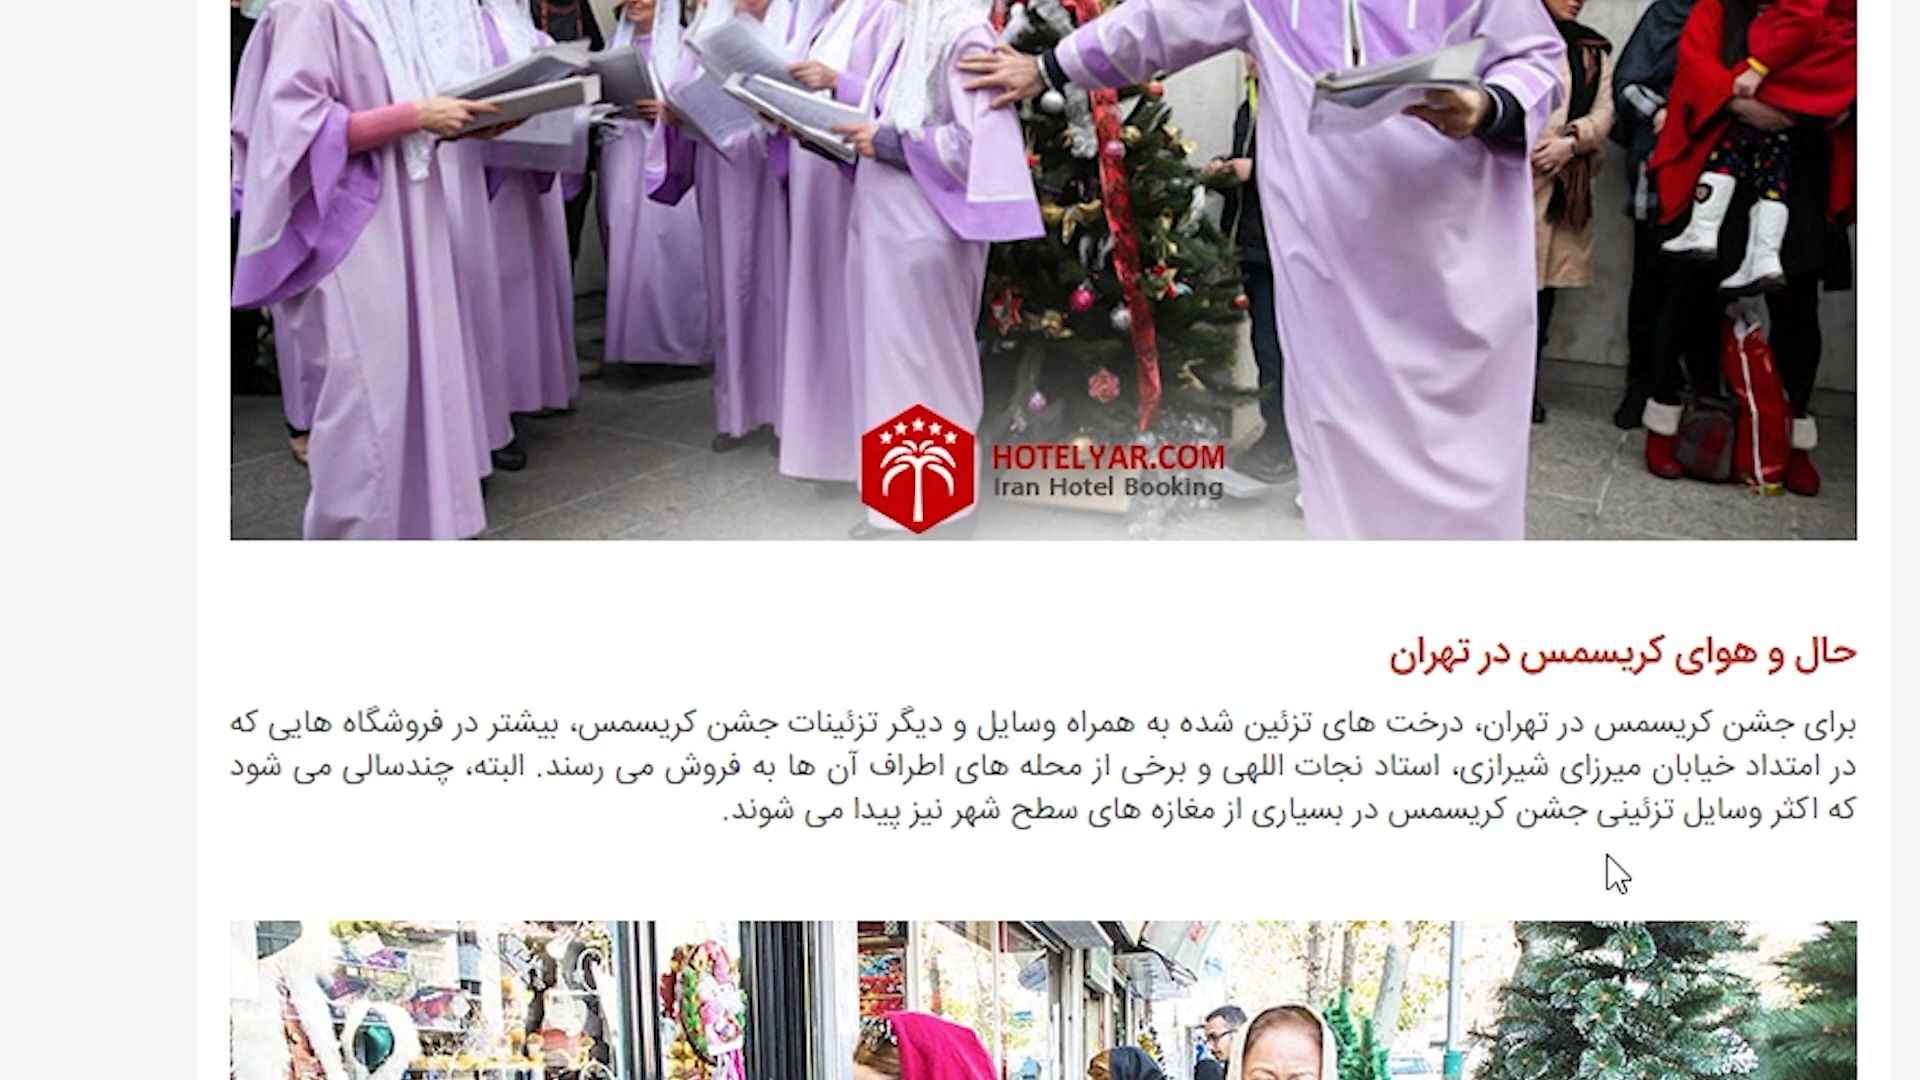 HOTELYAR.COM
Iran Hotel Booking
حال و هوای کریسمس در تهران
برای جشن کریسمس در تهران، درخت های تزئین شده به همراه وسایل و دیگر تزئینات جشن کریسمس، بیشتر در فروشگاه هایی که
در امتداد خیابان میرزای شیرازی، استاد نجات اللهی و برخی از محله های اطراف آن ها به فروش می رسند. البته، چندسالی می شود
که اکثر وسایل تزئینی جشن کریسمس در بسیاری از مغازه های سطح شهر نیز پیدا می شوند.